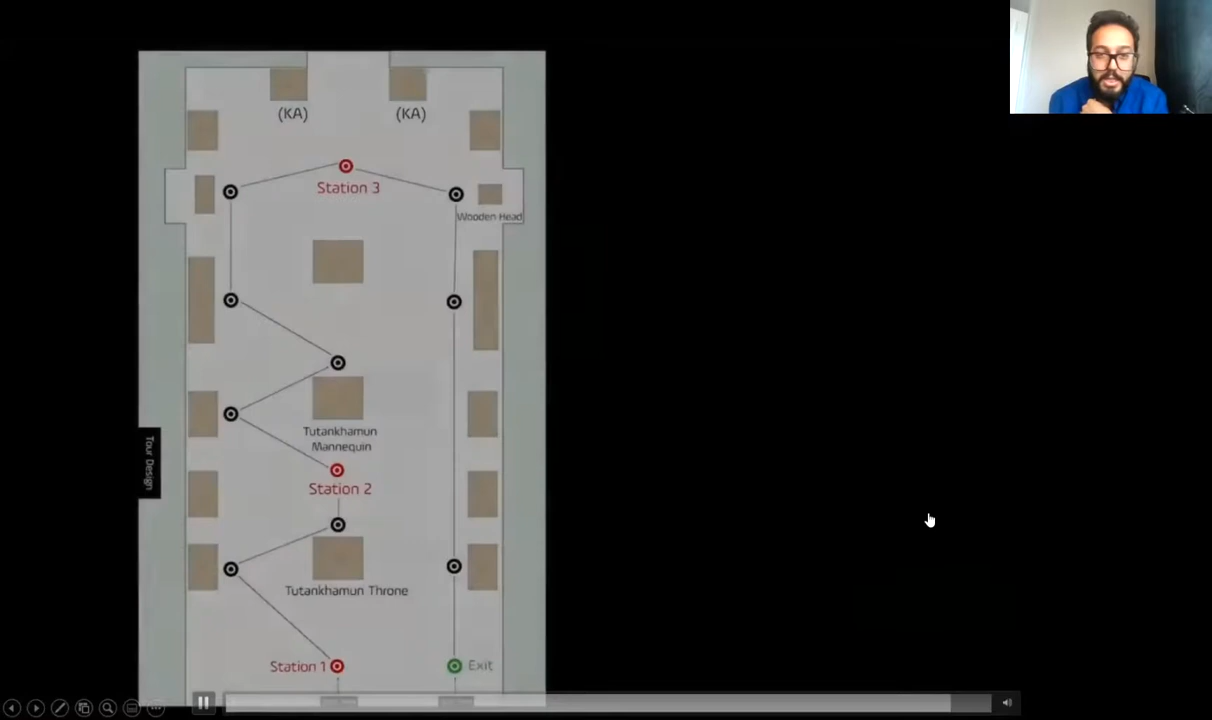 (KA)
(KA)
Station 3
Wooden Head
Tutankhamun
Mannequin
Tour Design
Station 2
Tutankhamun Throne
Station 1
Exit